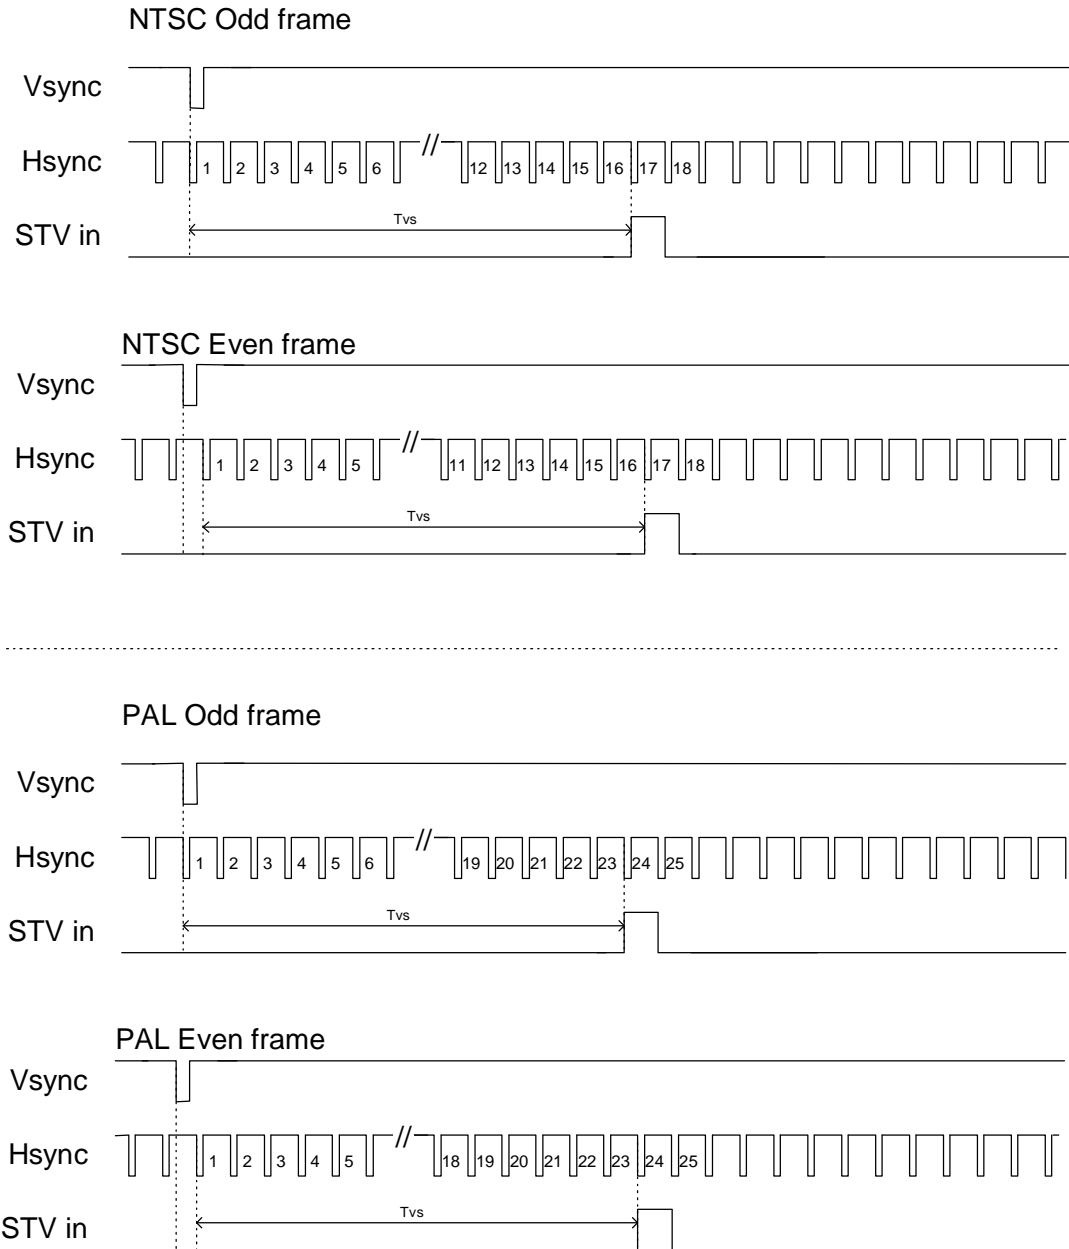 NTSC Odd frame
Vsync
Hsync 1 2 3 4 5 6 // 12 13 14 15 16 17 18
Tvs
STV in
NTSC Even frame
Vsync
Hsync 1 2 3 4 5 // 11 12 13 14 15 16 17 18
Tvs
STV in
PAL Odd frame
Vsync
Hsync 1 2 3 4 5 6 // 19 20 21 22 23 24 25
Tvs
STV in
PAL Even frame
Vsync
Hsync 1 2 3 4 5 // 18 19 20 21 22 23 24 25
Tvs
STV in